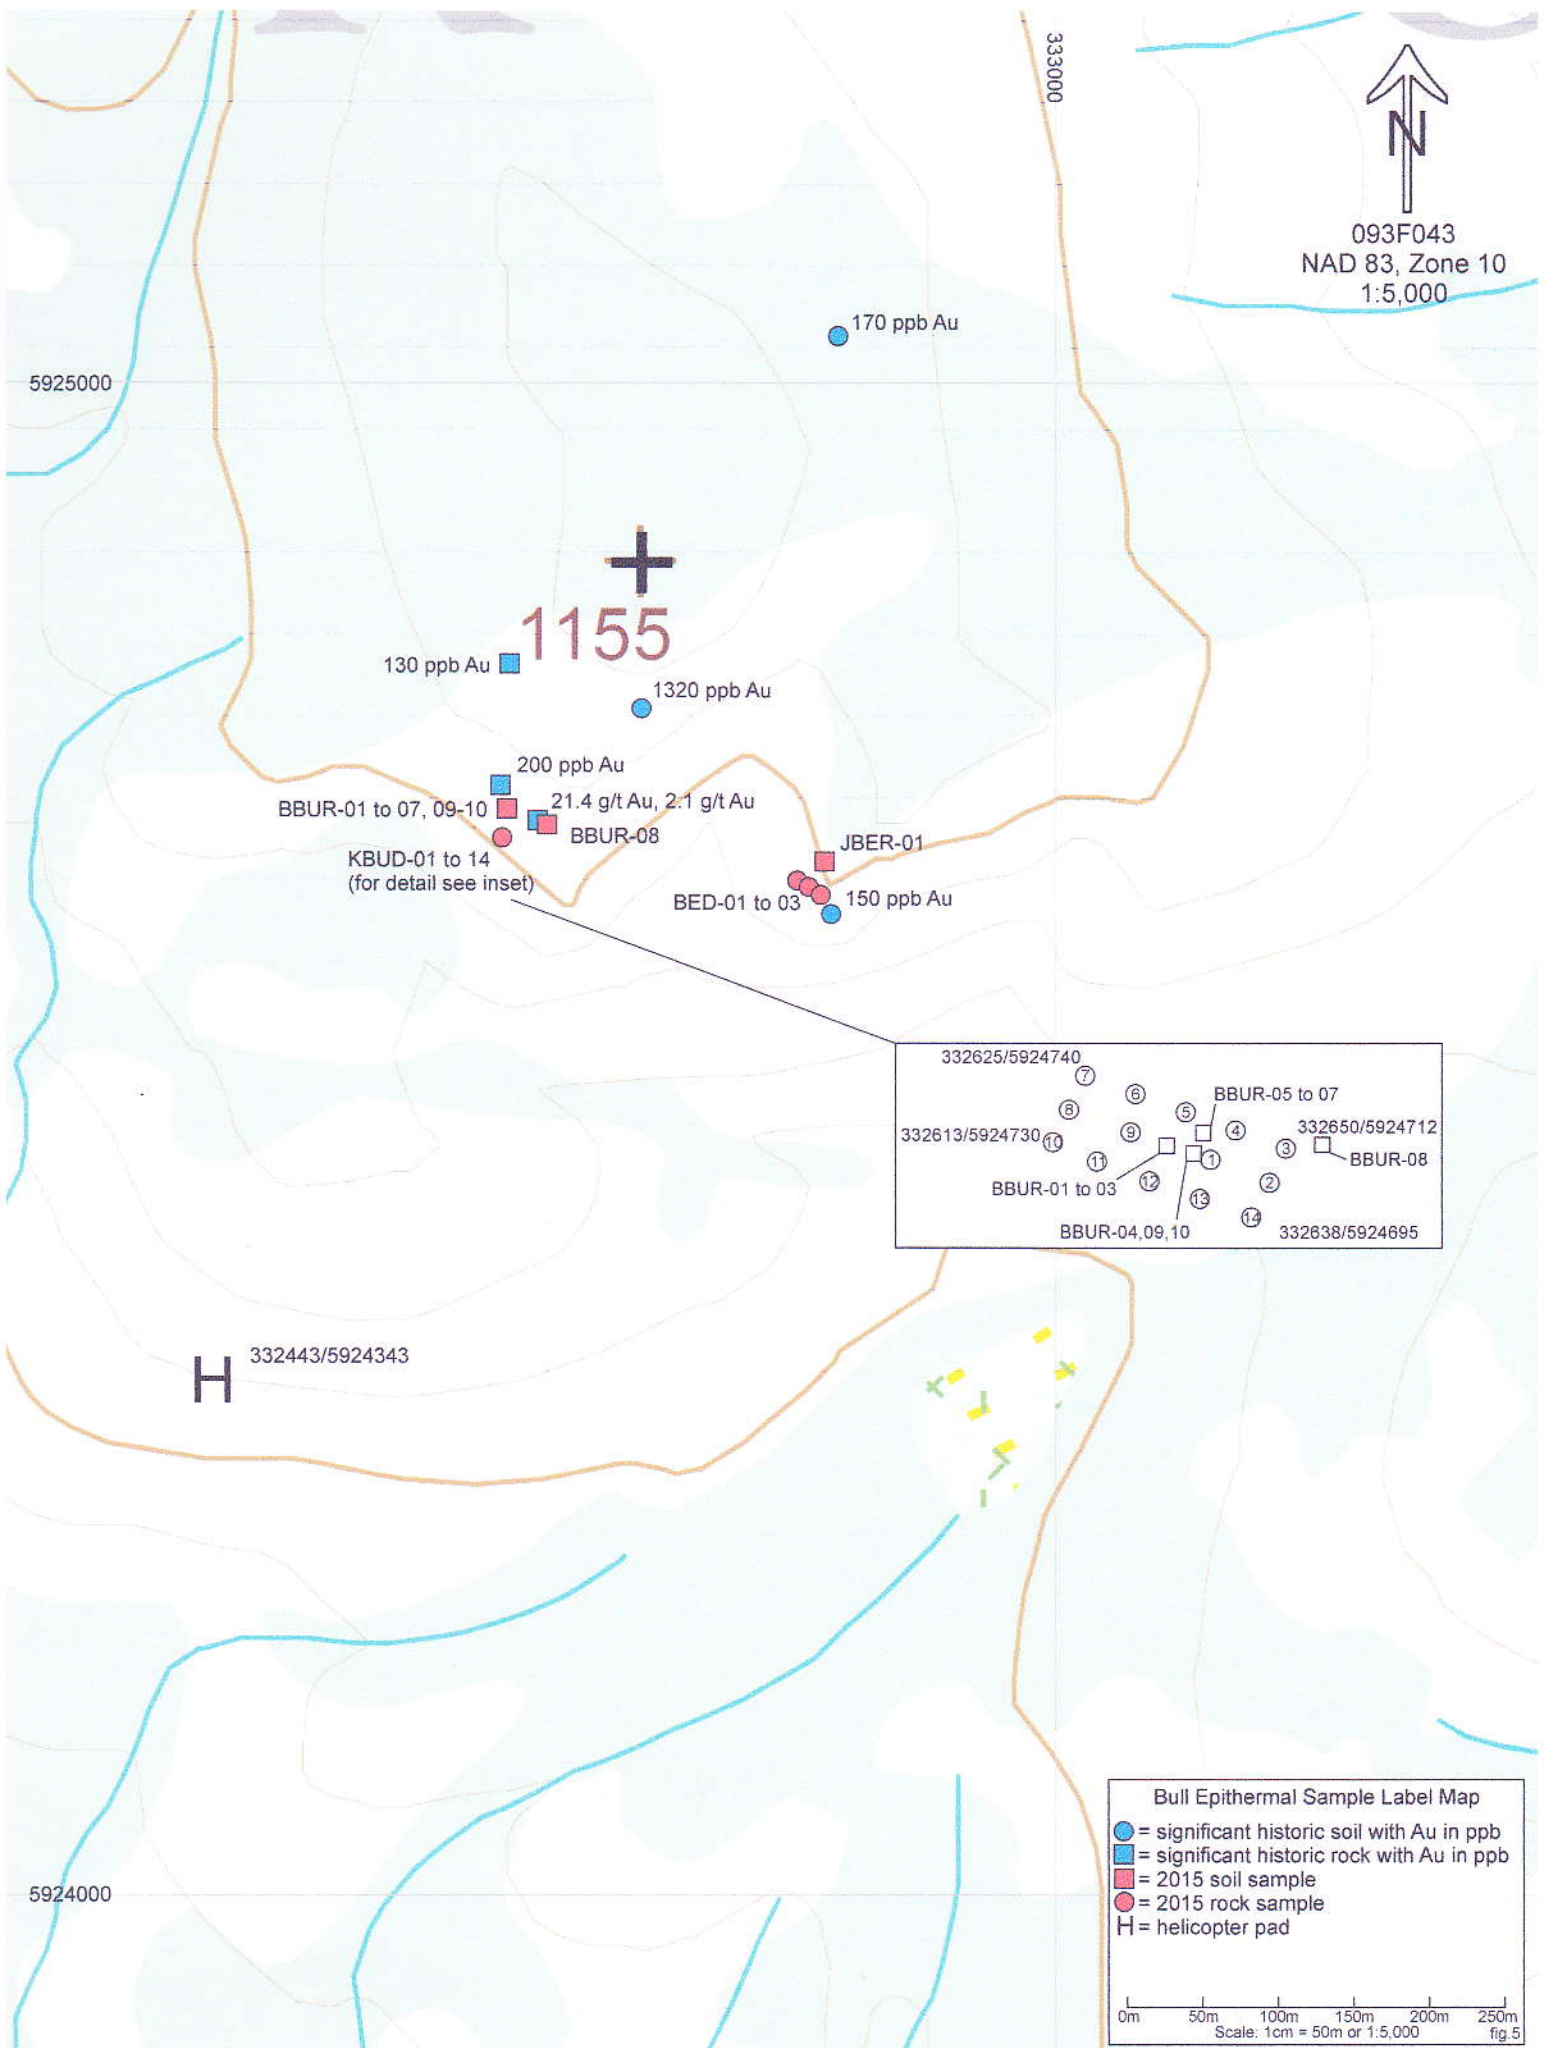 333000
N
093F043
NAD 83, Zone 10
1:5,000
170 ppb Au
5925000
1155
130 ppb Au
1320 ppb Au
200 ppb Au
BBUR-01 to 07, 09-10
21.4 g/t Au, 2.1 g/t Au
BBUR-08
KBUD-01 to 14
(for detail see inset)
JBER-01
BED-01 to 03
150 ppb Au
332625/5924740
7
6
8
5
BBUR-05 to 07
332613/5924730
10
9
4
332650/5924712
3
BBUR-08
11
1
BBUR-01 to 03
12
2
13
14
BBUR-04,09,10
332638/5924695
H
332443/5924343
5924000
Bull Epithermal Sample Label Map
= significant historic soil with Au in ppb
= significant historic rock with Au in ppb
= 2015 soil sample
= 2015 rock sample
H = helicopter pad
0m 50m 100m 150m 200m 250m
Scale: 1cm = 50m or 1:5,000
fig.5